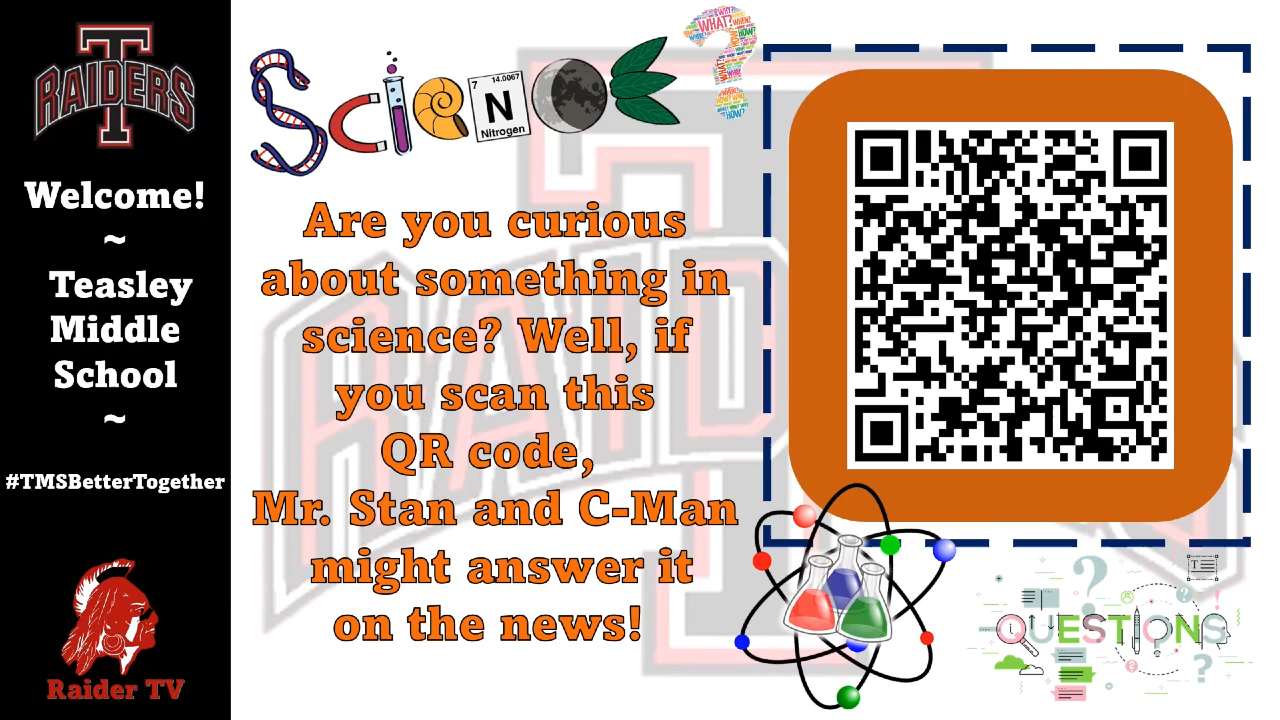 T
RAIDERS
Welcome!
~
Teasley
Middle
School
~
#TMSBetterTogether
Raider TV
Science
7 14.0067
N
Nitrogen
WHAT?
Are you curious
about something in
science? Well, if
you scan this
QR code,
Mr. Stan and C-Man
might answer it
on the news!
QUESTIONS